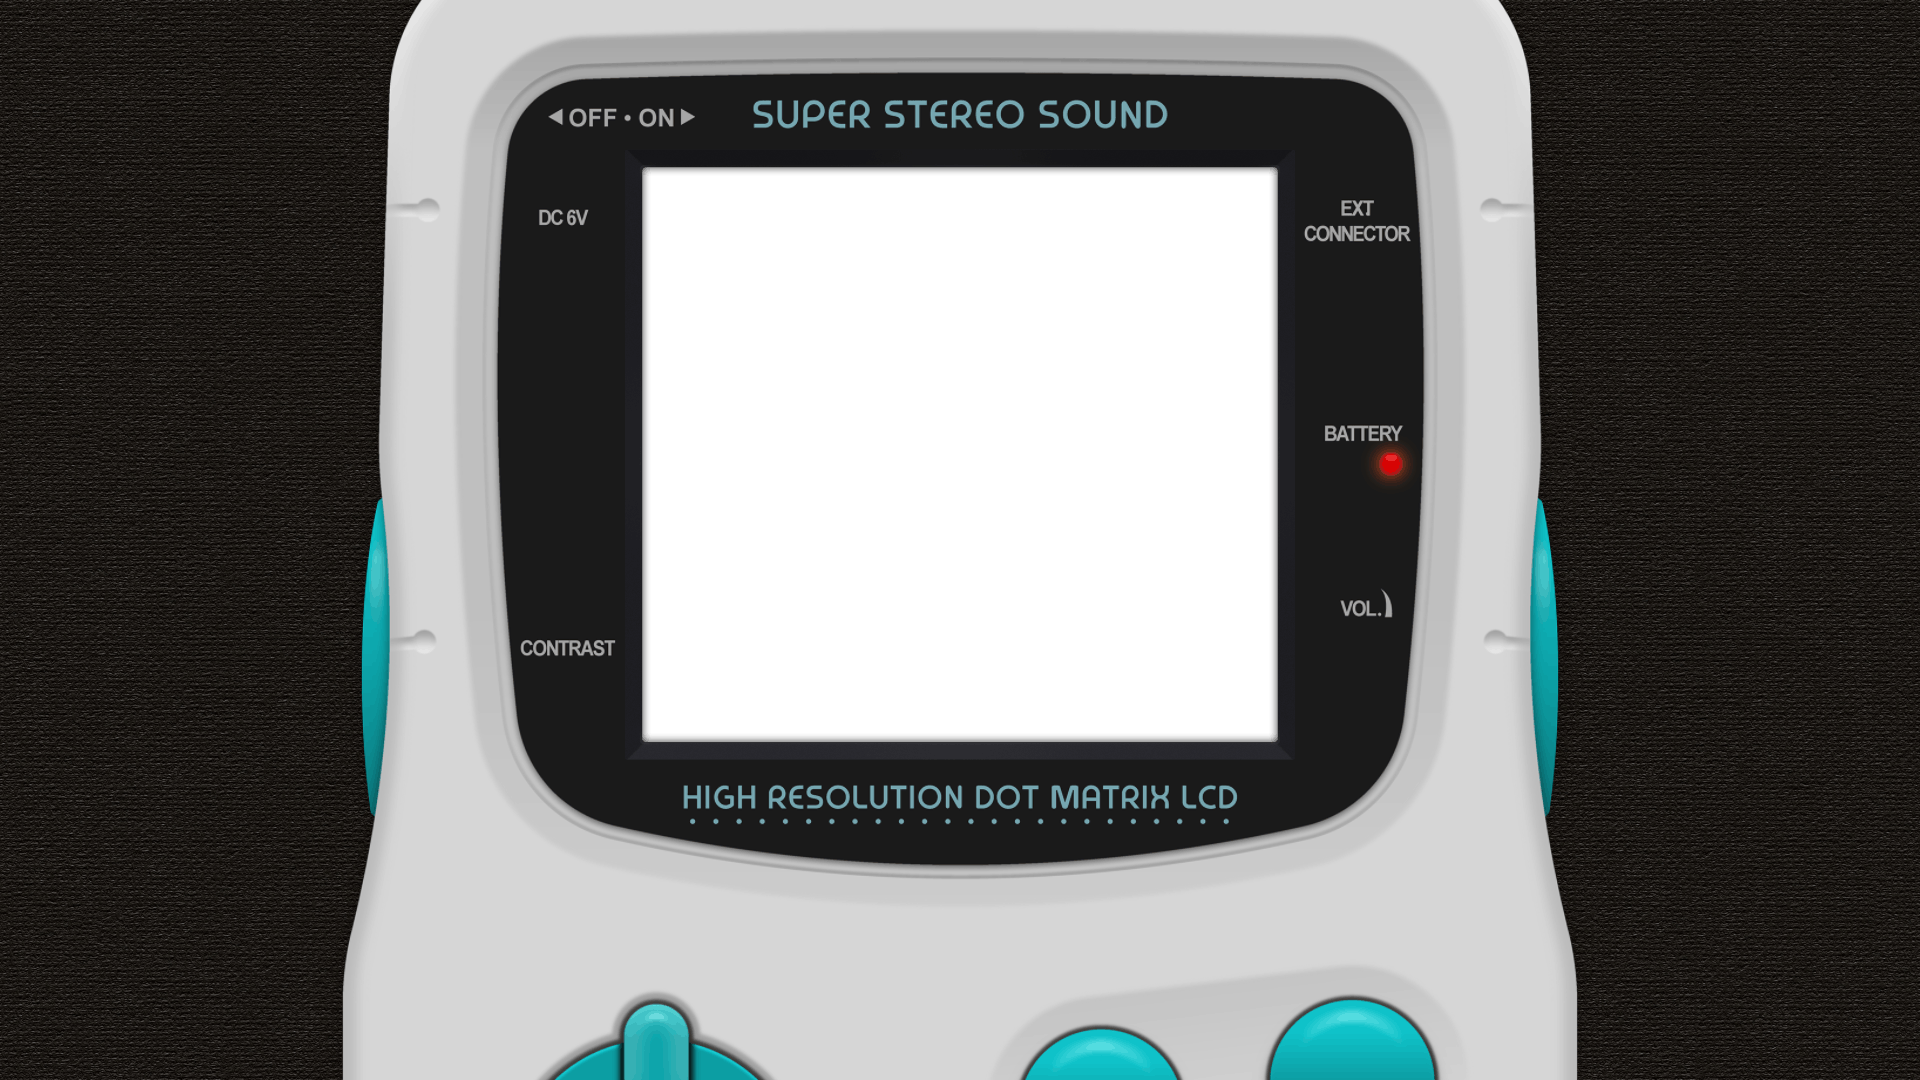 ◀OFF • ON▶
SUPER STEREO SOUND
DC 6V
EXT
CONNECTOR
BATTERY
VOL.
CONTRAST
HIGH RESOLUTION DOT MATRIX LCD